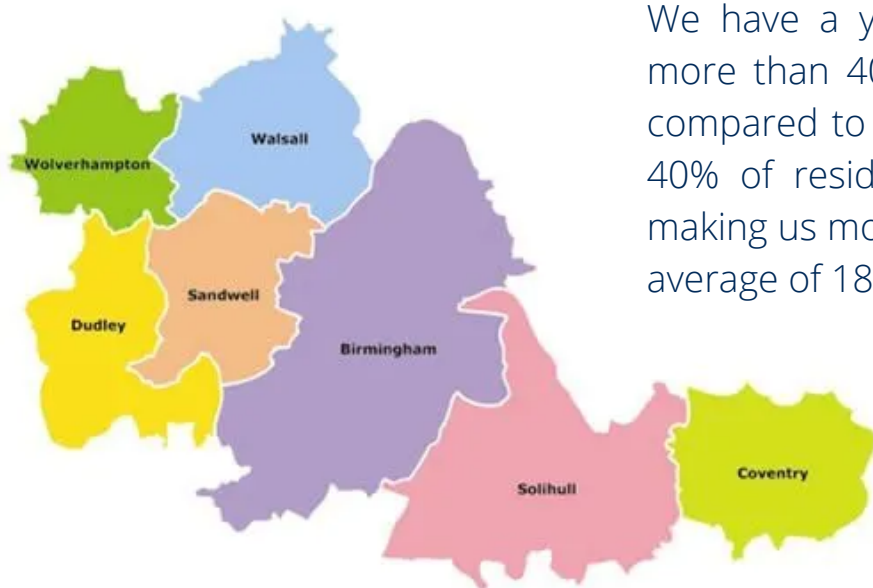 We have a y
more than 40
compared to
40% of resid
making us mo
average of 18
Walsall
Wolverhampton
Sandwell
Dudley
Birmingham
Coventry
Solihull